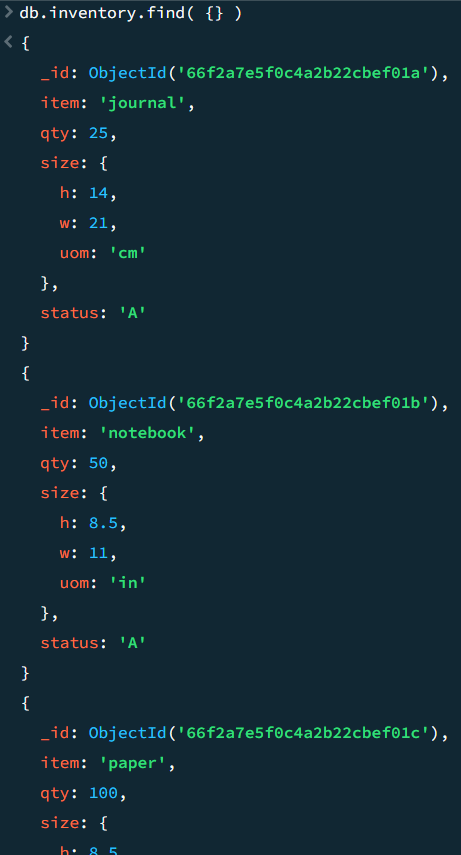 db.inventory.find( {} )
{
_id: ObjectId('66f2a7e5f0c4a2b22cbef01a'),
item: 'journal',
qty: 25,
size: {
h: 14,
w: 21,
uom: 'cm'
},
status: 'A'
}
{
_id: ObjectId('66f2a7e5f0c4a2b22cbef01b'),
item: 'notebook',
qty: 50,
size: {
h: 8.5,
w: 11,
uom: 'in'
},
status: 'A'
}
{
_id: ObjectId('66f2a7e5f0c4a2b22cbef01c'),
item: 'paper',
qty: 100,
size: {
h: 8.5